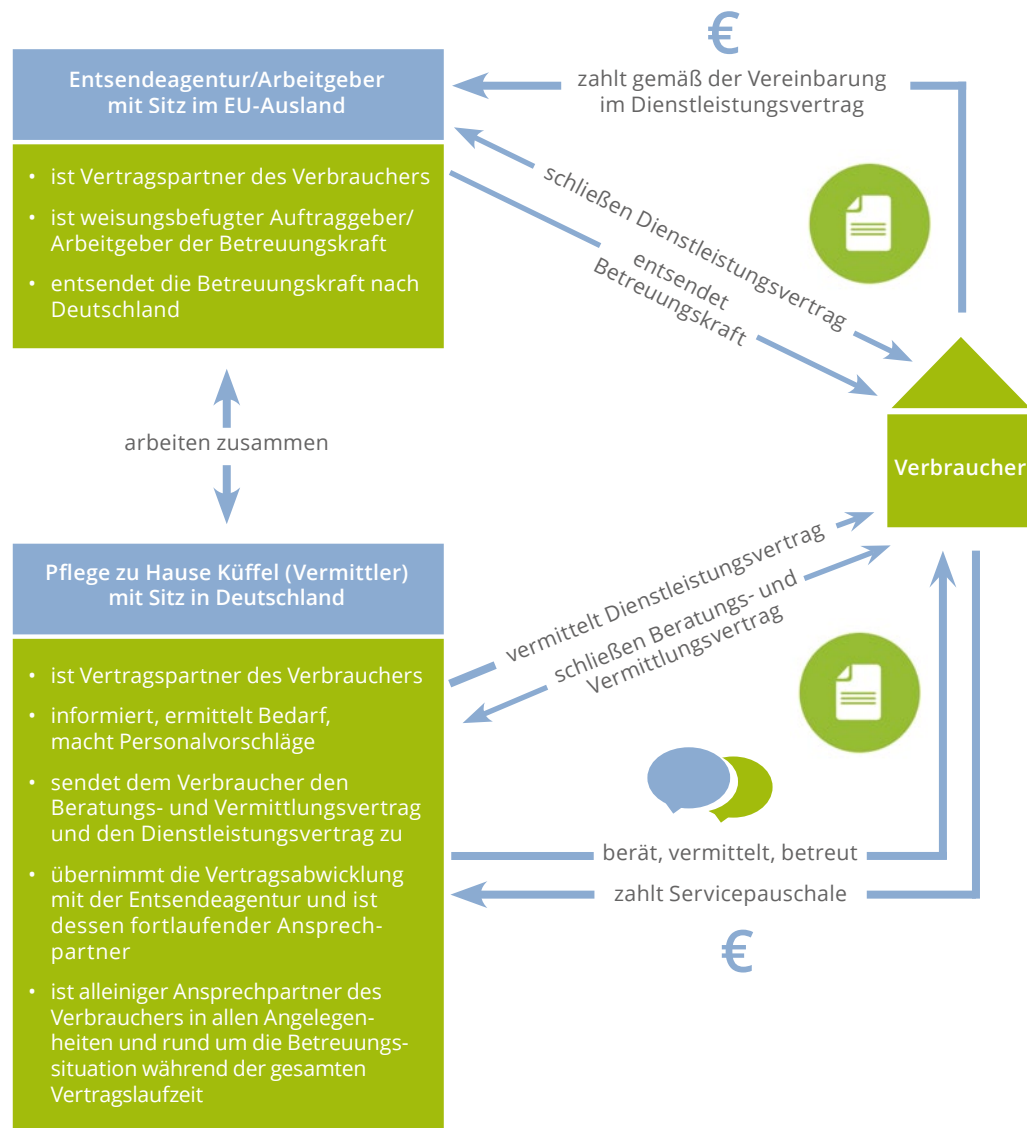 €
zahlt gemäß der Vereinbarung
im Dienstleistungsvertrag
Entsendeagentur/Arbeitgeber
mit Sitz im EU-Ausland
• ist Vertragspartner des Verbrauchers
• ist weisungsbefugter Auftraggeber/
Arbeitgeber der Betreuungskraft
• entsendet die Betreuungskraft nach
Deutschland
schließen Dienstleistungsvertrag
entsendet
Betreuungskraft
arbeiten zusammen
Verbraucher
Pflege zu Hause Küffel (Vermittler)
mit Sitz in Deutschland
• ist Vertragspartner des Verbrauchers
• informiert, ermittelt Bedarf,
macht Personalvorschläge
• sendet dem Verbraucher den
Beratungs- und Vermittlungsvertrag
und den Dienstleistungsvertrag zu
• übernimmt die Vertragsabwicklung
mit der Entsendeagentur und ist
dessen fortlaufender Ansprech-
partner
• ist alleiniger Ansprechpartner des
Verbrauchers in allen Angelegen-
heiten und rund um die Betreuungs-
situation während der gesamten
Vertragslaufzeit
vermittelt Dienstleistungsvertrag
schließen Beratungs- und
Vermittlungsvertrag
berät, vermittelt, betreut
zahlt Servicepauschale
€